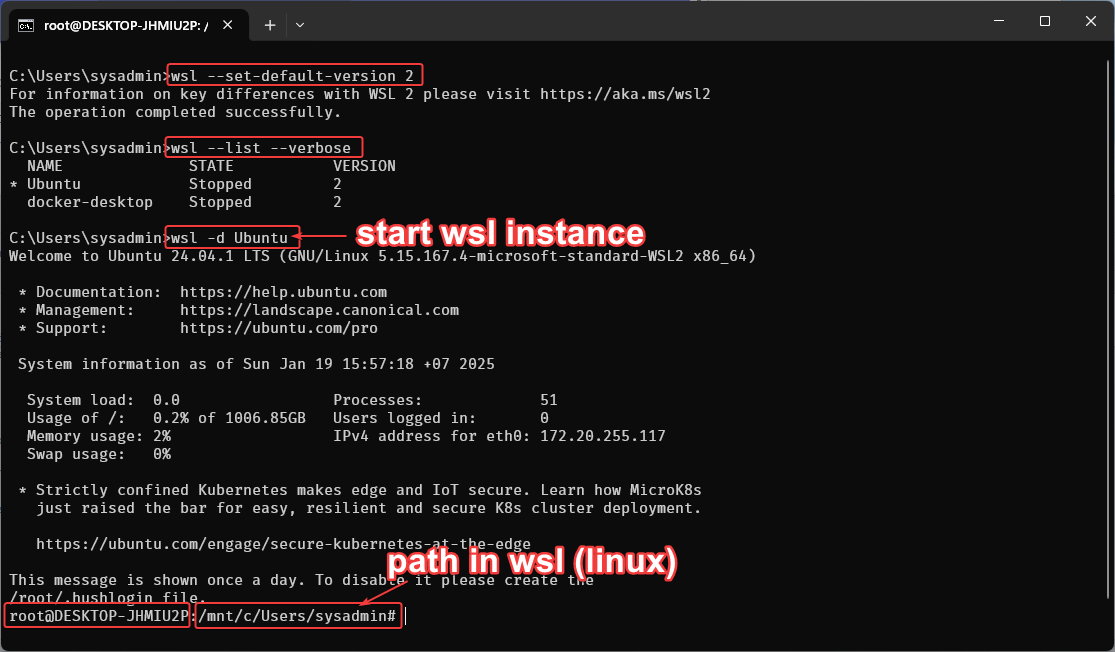 root@DESKTOP-JHMIU2P: /
C:\Users\sysadmin>wsl --set-default-version 2
For information on key differences with WSL 2 please visit https://aka.ms/wsl2
The operation completed successfully.
C:\Users\sysadmin>wsl --list --verbose
NAME STATE VERSION
* Ubuntu Stopped 2
docker-desktop Stopped 2
C:\Users\sysadmin>wsl -d Ubuntu
start wsl instance
Welcome to Ubuntu 24.04.1 LTS (GNU/Linux 5.15.167.4-microsoft-standard-WSL2 x86_64)
* Documentation: https://help.ubuntu.com
* Management: https://landscape.canonical.com
* Support: https://ubuntu.com/pro
System information as of Sun Jan 19 15:57:18 +07 2025
System load: 0.0 Processes: 51
Usage of /: 0.2% of 1006.85GB Users logged in: 0
Memory usage: 2% IPv4 address for eth0: 172.20.255.117
Swap usage: 0%
* Strictly confined Kubernetes makes edge and IoT secure. Learn how MicroK8s
just raised the bar for easy, resilient and secure K8s cluster deployment.
https://ubuntu.com/engage/secure-kubernetes-at-the-edge
path in wsl (linux)
This message is shown once a day. To disable it please create the
/root/.hushlogin file.
root@DESKTOP-JHMIU2P:/mnt/c/Users/sysadmin#